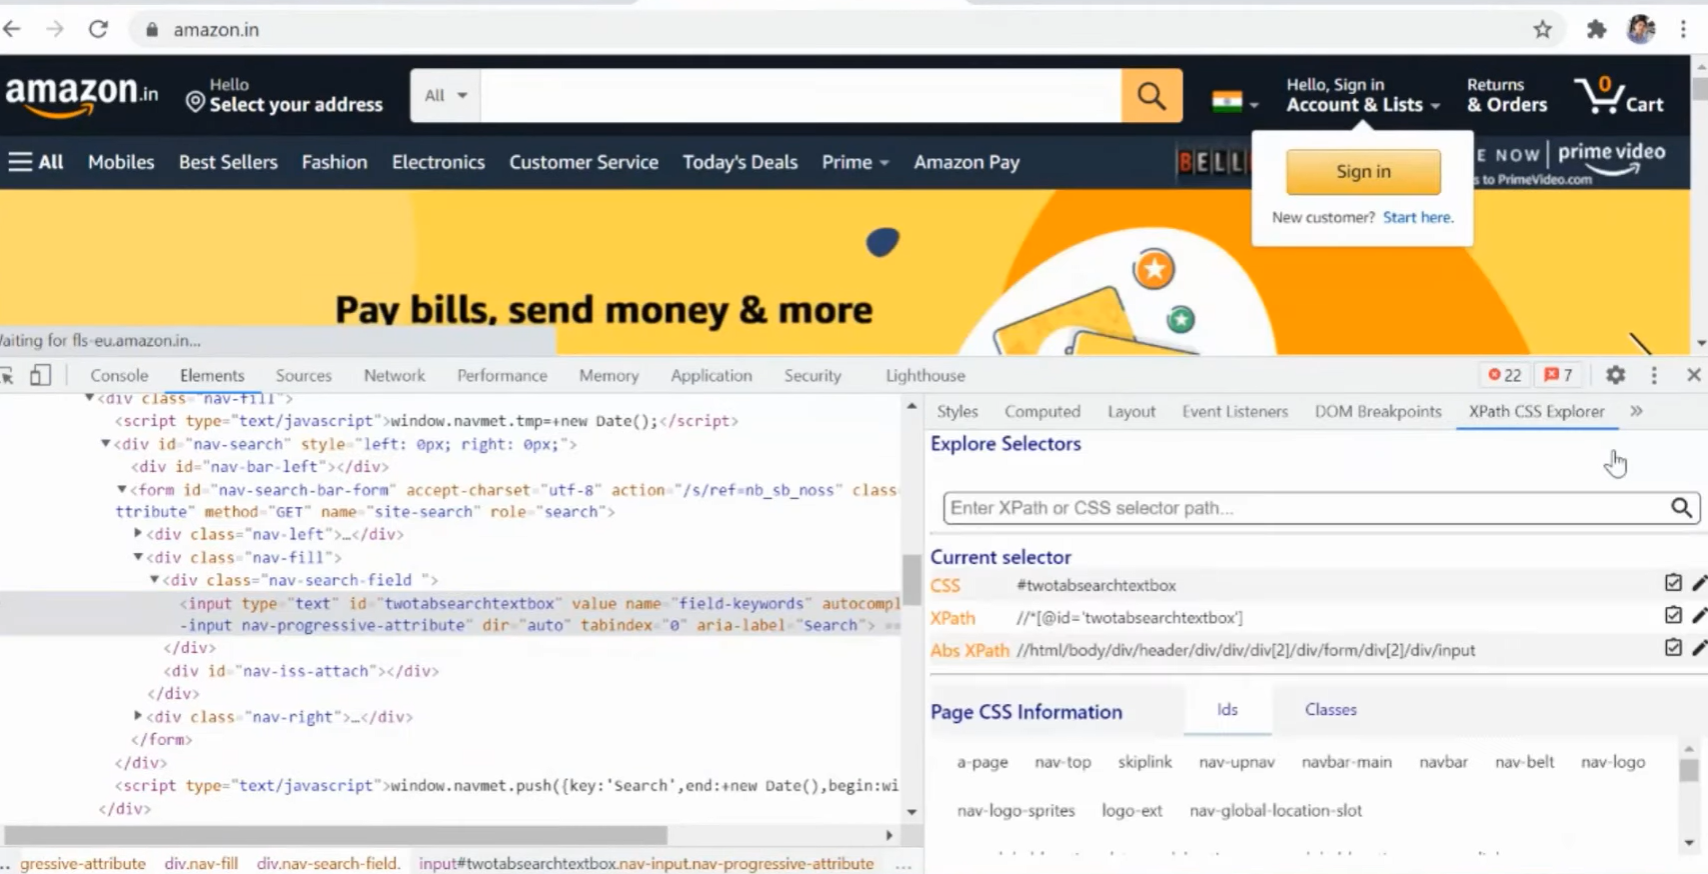 amazon.in
amazon.in
Hello
Select your address
All
Hello, Sign in
Account & Lists
Returns
& Orders
0
Cart
All Mobiles Best Sellers Fashion Electronics Customer Service Today's Deals Prime Amazon Pay
BELL
E NOW
prime video
s to PrimeVideo.com
Sign in
New customer? Start here.
Pay bills, send money & more
Waiting for fls-eu.amazon.in...
Console Elements Sources Network Performance Memory Application Security Lighthouse 22 7
<div class="nav-fill">
<script type="text/javascript">window.navmet.tmp=+new Date();</script>
<div id="nav-search" style="left: 0px; right: 0px;">
<div id="nav-bar-left"></div>
<form id="nav-search-bar-form" accept-charset="utf-8" action="/s/ref=nb_sb_noss" class
ttribute" method="GET" name="site-search" role="search">
<div class="nav-left">…</div>
<div class="nav-fill">
<div class="nav-search-field ">
<input type="text" id="twotabsearchtextbox" value name="field-keywords" autocompl
-input nav-progressive-attribute" dir="auto" tabindex="0" aria-label="Search"> ==
</div>
<div id="nav-iss-attach"></div>
</div>
<div class="nav-right">…</div>
</form>
</div>
<script type="text/javascript">window.navmet.push({key:'Search',end:+new Date(),begin:wi
</div>
.. gressive-attribute div.nav-fill div.nav-search-field. input#twotabsearchtextbox.nav-input.nav-progressive-attribute ...
Styles Computed Layout Event Listeners DOM Breakpoints XPath CSS Explorer
Explore Selectors
Enter XPath or CSS selector path...
Current selector
CSS #twotabsearchtextbox
XPath //*[@id='twotabsearchtextbox']
Abs XPath //html/body/div/header/div/div/div[2]/div/form/div[2]/div/input
Page CSS Information Ids Classes
a-page nav-top skiplink nav-upnav navbar-main navbar nav-belt nav-logo
nav-logo-sprites logo-ext nav-global-location-slot